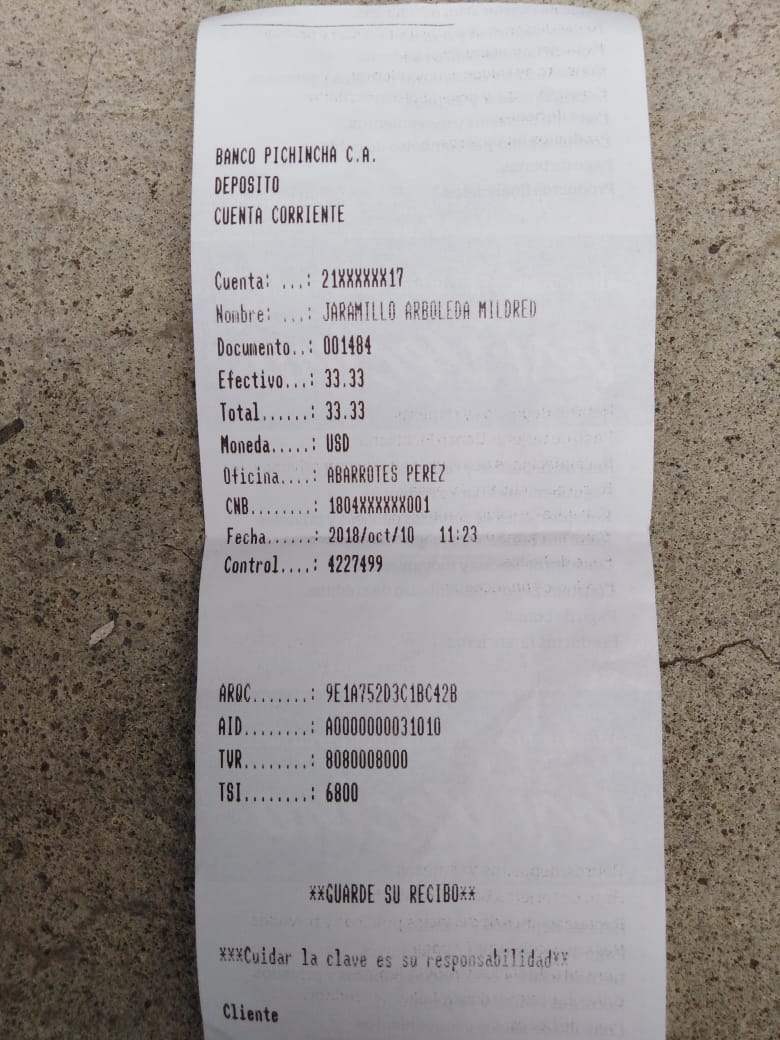 BANCO PICHINCHA C.A.
DEPOSITO
CUENTA CORRIENTE
Cuenta: ...: 21XXXXXX17
Nombre: ...: JARAMILLO ARBOLEDA MILDRED
Documento..: 001484
Efectivo...: 33.33
Total......: 33.33
Moneda.....: USD
Oficina....: ABARROTES PEREZ
CNB........: 1804XXXXXX001
Fecha......: 2018/oct/10 11:23
Control....: 4227499
ARQC.......: 9E1A752D3C1BC42B
AID........: A0000000031010
TVR........: 8080008000
TSI........: 6800
**GUARDE SU RECIBO**
***Cuidar la clave es su responsabilidad**
Cliente